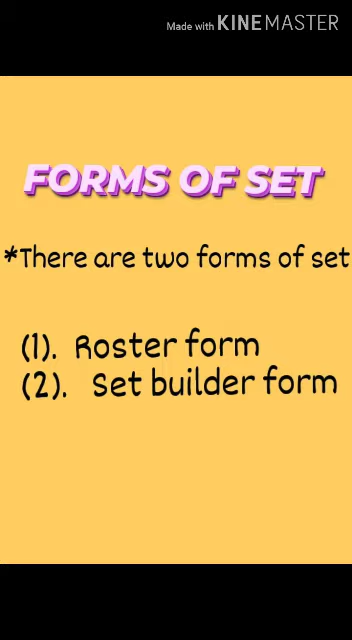 Made with KINEMASTER
FORMS OF SET
*There are two forms of set
(1). Roster form
(2). Set builder form